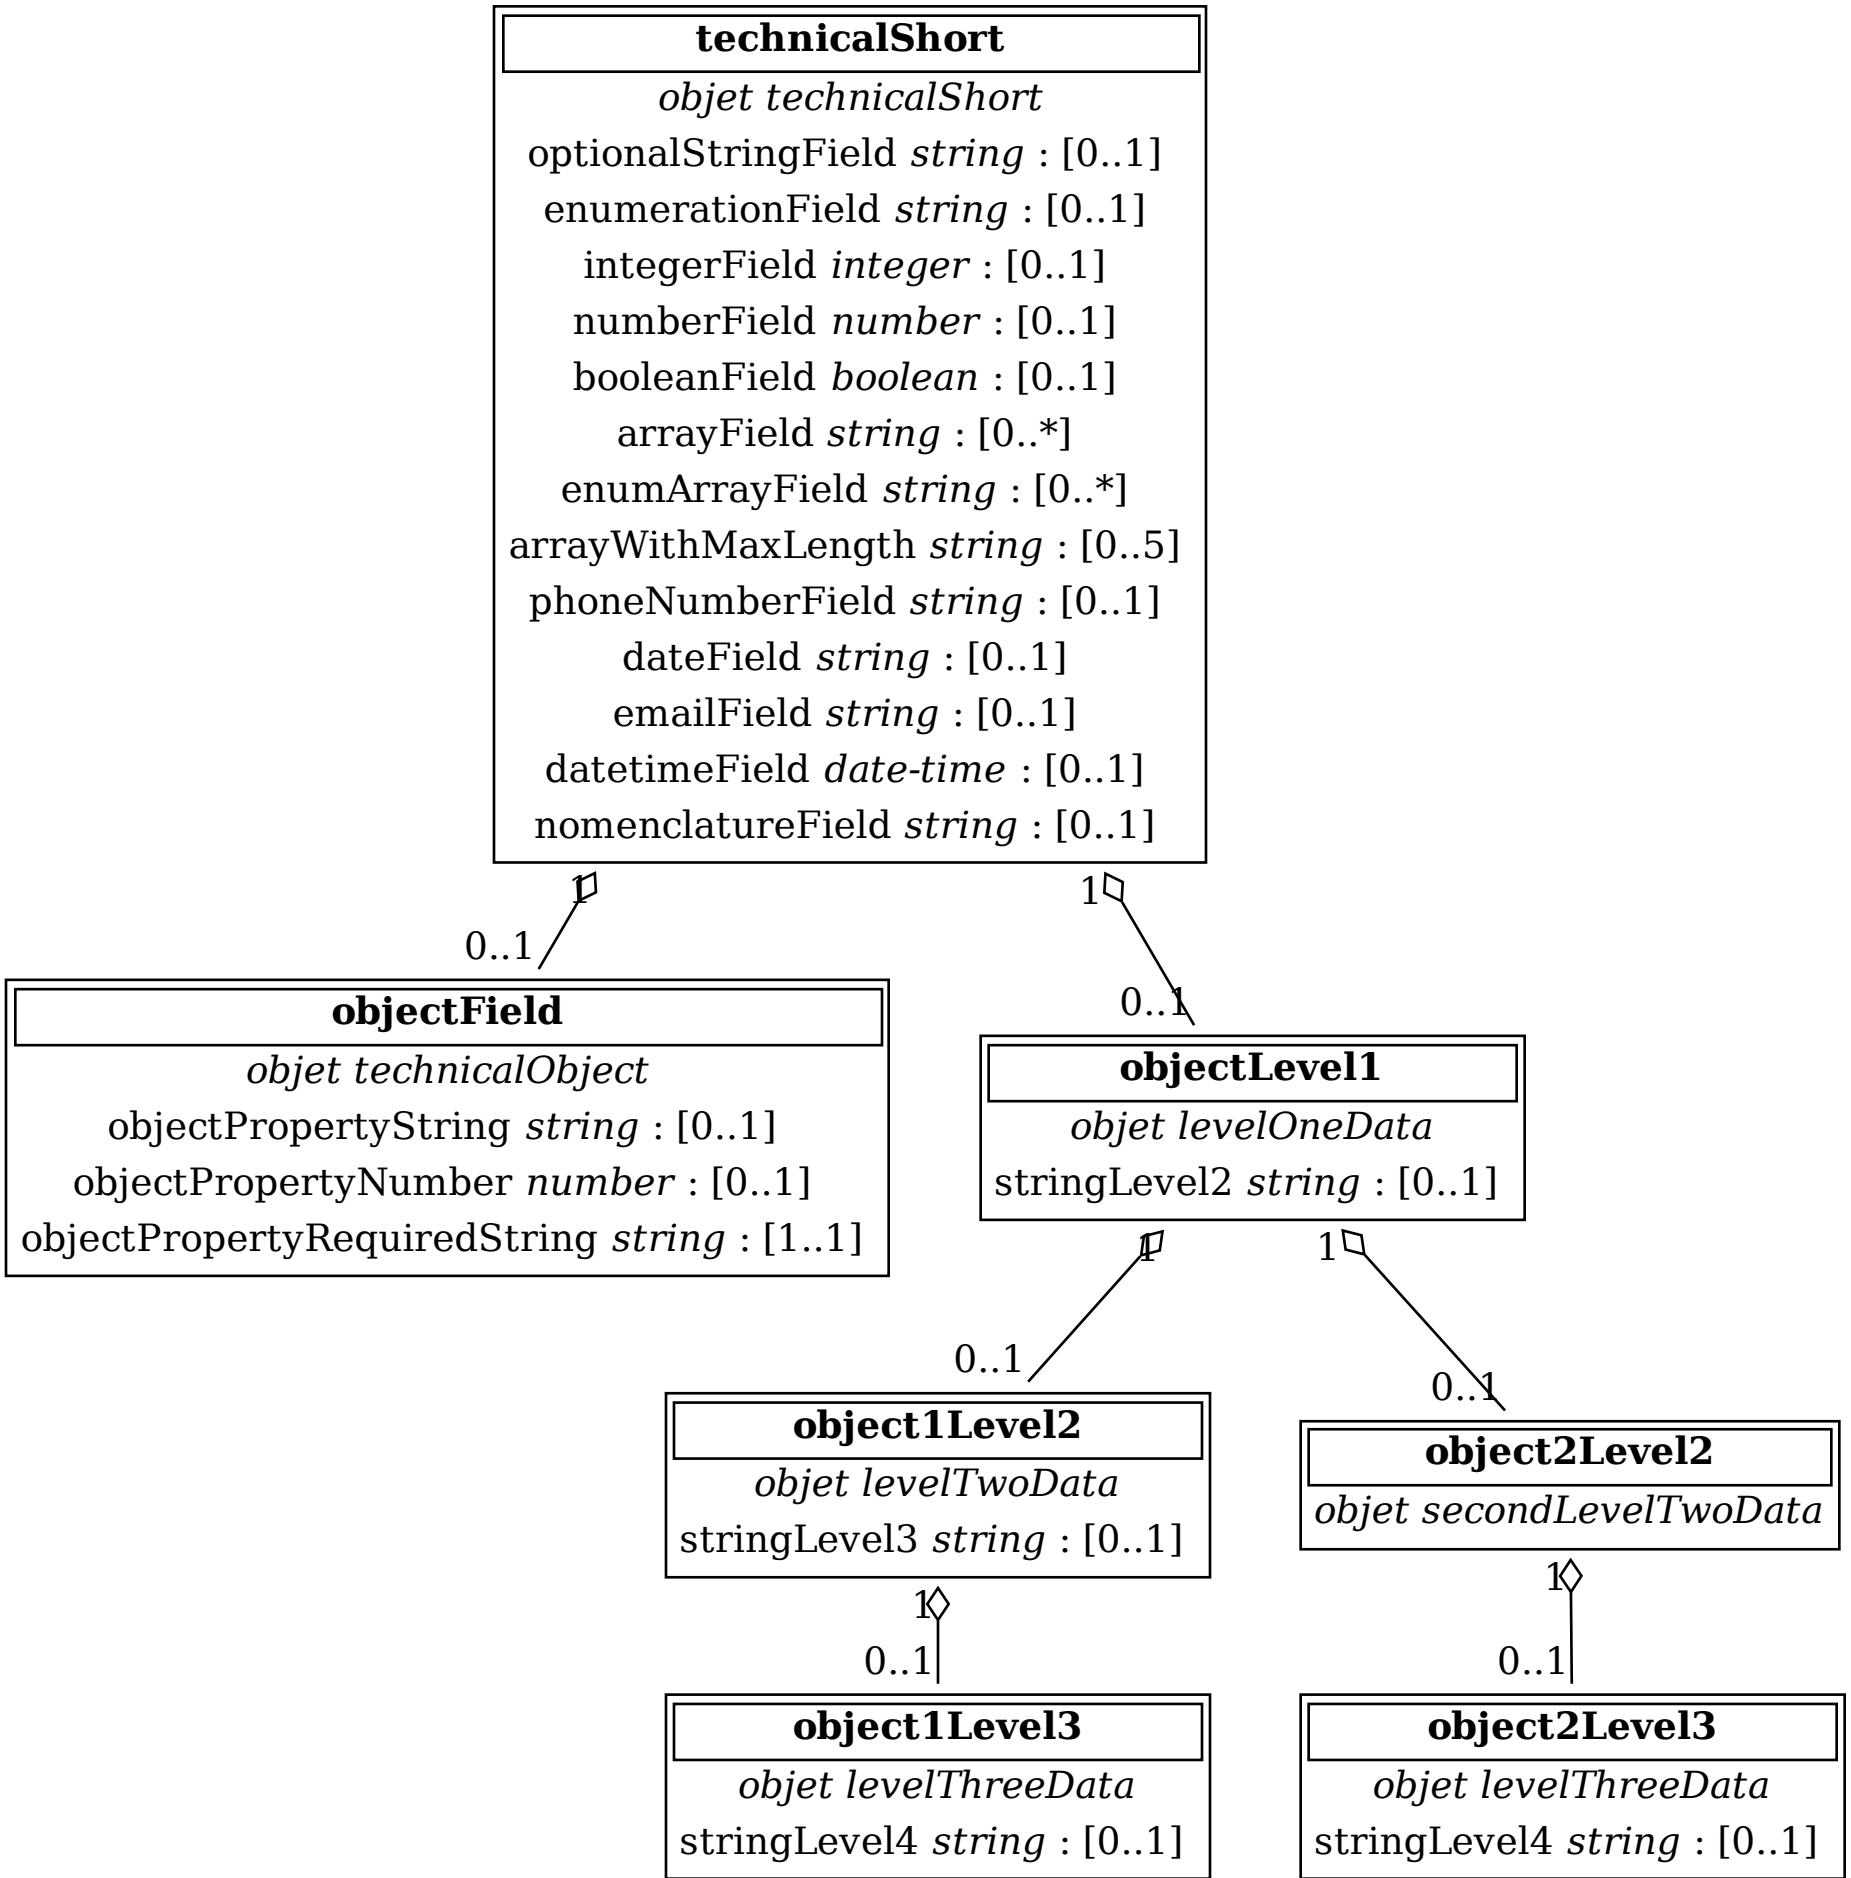 technicalShort
objet technicalShort
optionalStringField string : [0..1]
enumerationField string : [0..1]
integerField integer : [0..1]
numberField number : [0..1]
booleanField boolean : [0..1]
arrayField string : [0..*]
enumArrayField string : [0..*]
arrayWithMaxLength string : [0..5]
phoneNumberField string : [0..1]
dateField string : [0..1]
emailField string : [0..1]
datetimeField date-time : [0..1]
nomenclatureField string : [0..1]
1
1
0..1
0..1
objectField
objet technicalObject
objectPropertyString string : [0..1]
objectPropertyNumber number : [0..1]
objectPropertyRequiredString string : [1..1]
objectLevel1
objet levelOneData
stringLevel2 string : [0..1]
1
1
0..1
0..1
object1Level2
objet levelTwoData
stringLevel3 string : [0..1]
object2Level2
objet secondLevelTwoData
1
0..1
1
0..1
object1Level3
objet levelThreeData
stringLevel4 string : [0..1]
object2Level3
objet levelThreeData
stringLevel4 string : [0..1]